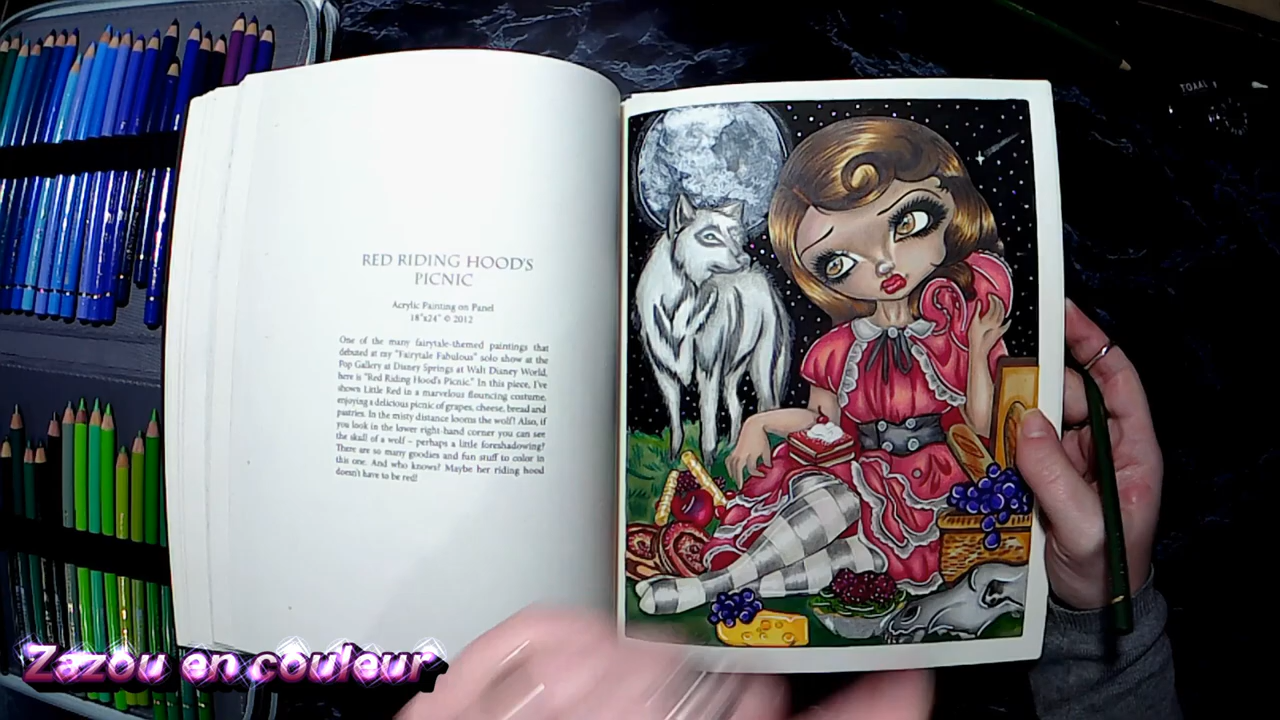 RED RIDING HOOD'S
PICNIC
Acrylic Painting on Panel
18"x24" © 2012
One of the many fairytale-themed paintings that
debuted at my "Fairytale Fabulous" solo show at the
Pop Gallery at Disney Springs at Walt Disney World,
here is "Red Riding Hood's Picnic." In this piece, I've
shown Little Red in a marvelous flouncing costume,
enjoying a delicious picnic of grapes, cheese, bread and
pastries. In the misty distance looms the wolf! Also, if
you look in the lower right-hand corner you can see
the skull of a wolf – perhaps a little foreshadowing?
There are so many goodies and fun stuff to color in
this one. And who knows? Maybe her riding hood
doesn't have to be red!
Zazou en couleur